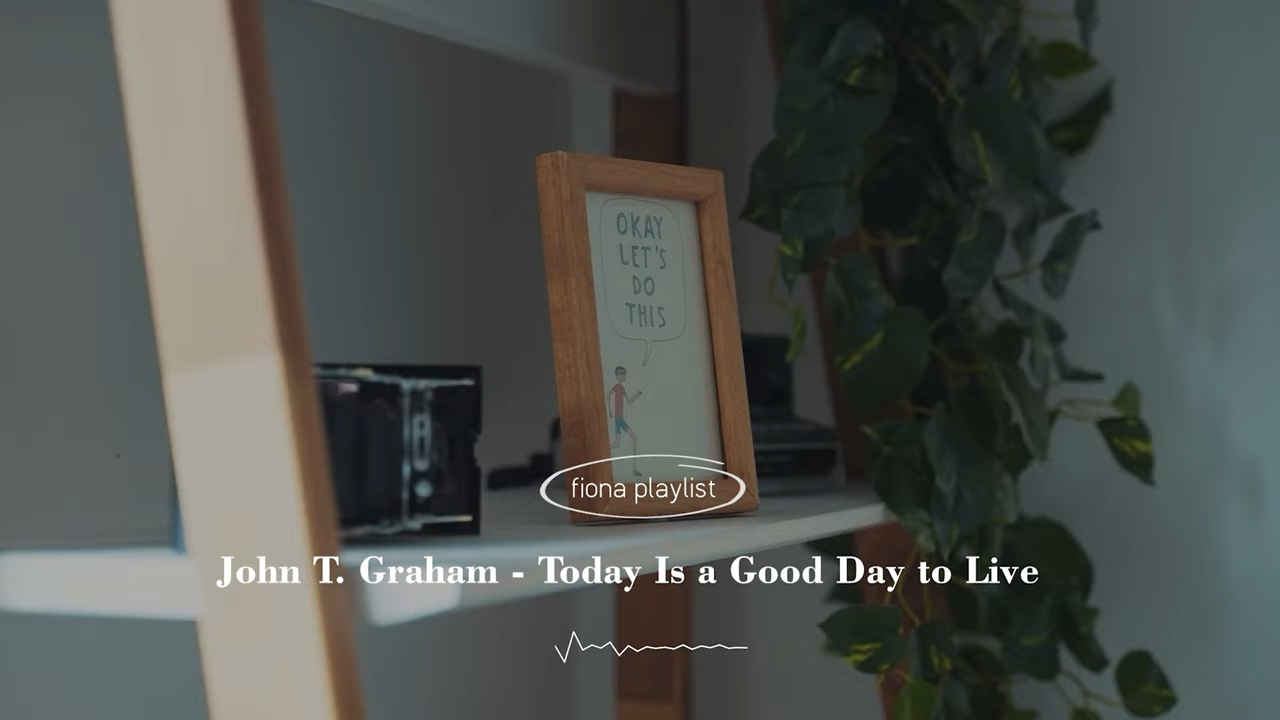 OKAY
LET'S
DO
THIS
fiona playlist
John T. Graham - Today Is a Good Day to Live